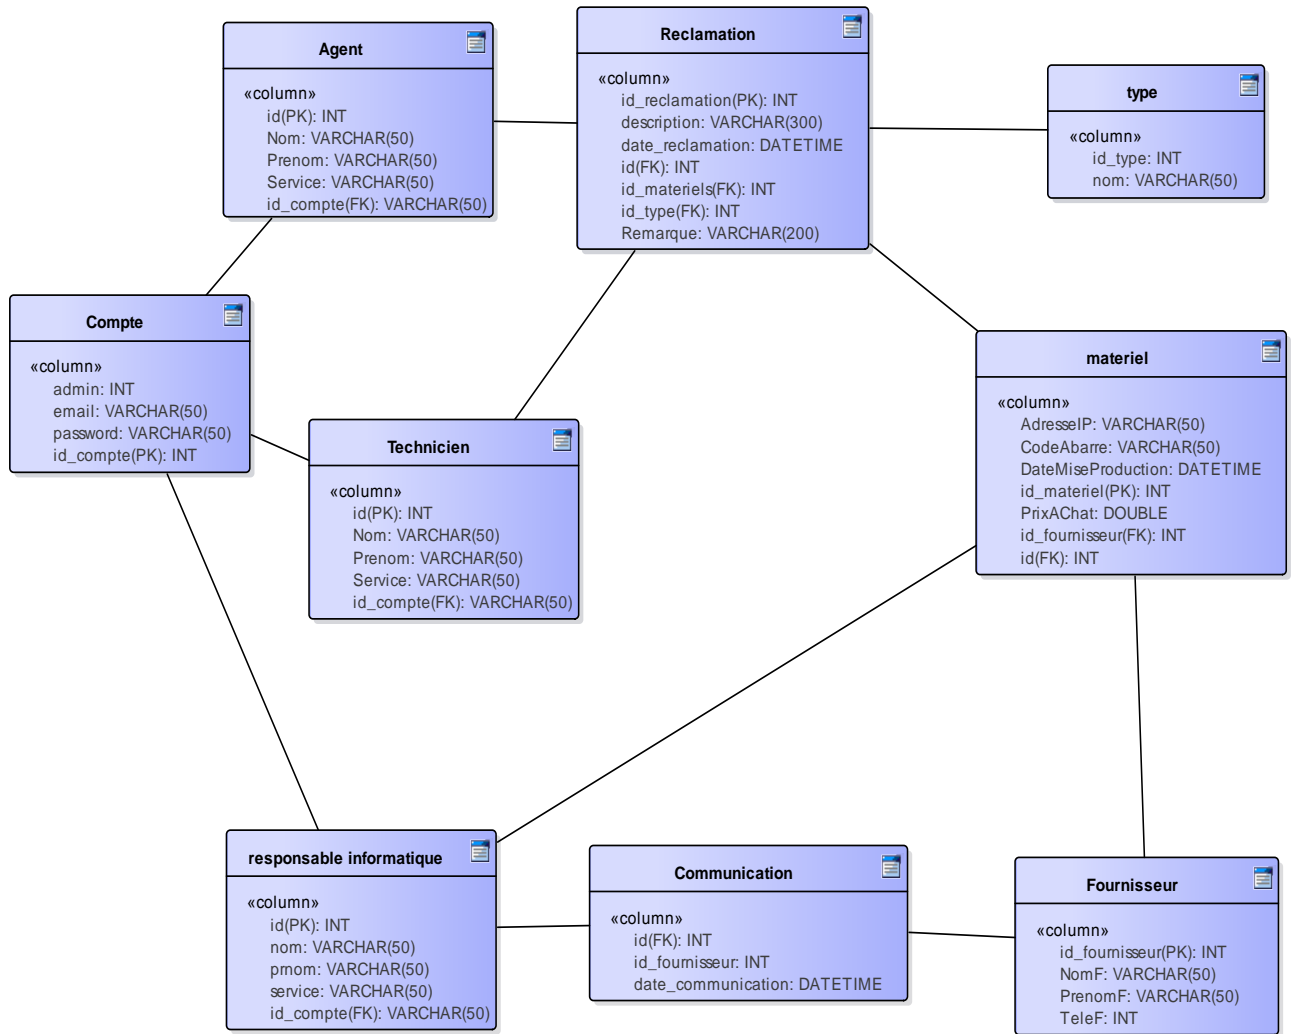 Agent
«column»
id(PK): INT
Nom: VARCHAR(50)
Prenom: VARCHAR(50)
Service: VARCHAR(50)
id_compte(FK): VARCHAR(50)
Reclamation
«column»
id_reclamation(PK): INT
description: VARCHAR(300)
date_reclamation: DATETIME
id(FK): INT
id_materiels(FK): INT
id_type(FK): INT
Remarque: VARCHAR(200)
type
«column»
id_type: INT
nom: VARCHAR(50)
Compte
«column»
admin: INT
email: VARCHAR(50)
password: VARCHAR(50)
id_compte(PK): INT
Technicien
«column»
id(PK): INT
Nom: VARCHAR(50)
Prenom: VARCHAR(50)
Service: VARCHAR(50)
id_compte(FK): VARCHAR(50)
materiel
«column»
AdresseIP: VARCHAR(50)
CodeAbarre: VARCHAR(50)
DateMiseProduction: DATETIME
id_materiel(PK): INT
PrixAChat: DOUBLE
id_fournisseur(FK): INT
id(FK): INT
responsable informatique
«column»
id(PK): INT
nom: VARCHAR(50)
prnom: VARCHAR(50)
service: VARCHAR(50)
id_compte(FK): VARCHAR(50)
Communication
«column»
id(FK): INT
id_fournisseur: INT
date_communication: DATETIME
Fournisseur
«column»
id_fournisseur(PK): INT
NomF: VARCHAR(50)
PrenomF: VARCHAR(50)
TeleF: INT